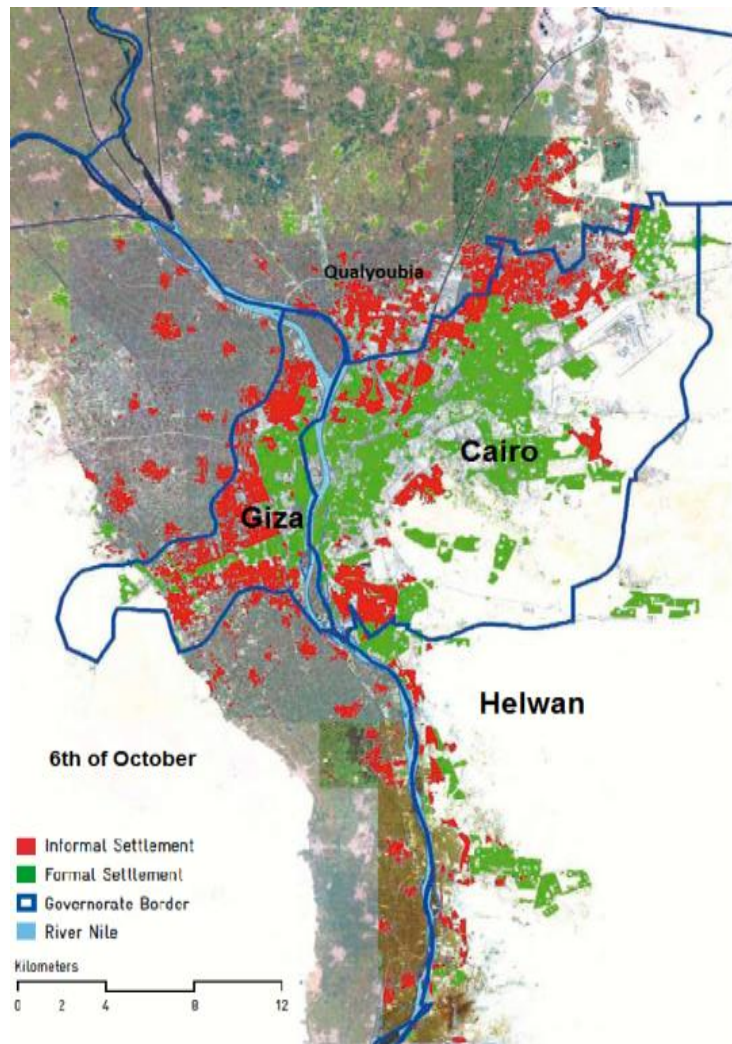 Qualyoubia
Cairo
Giza
Helwan
6th of October
Informal Settlement
Formal Settlement
Governorate Border
River Nile
Kilometers
0 2 4 8 12